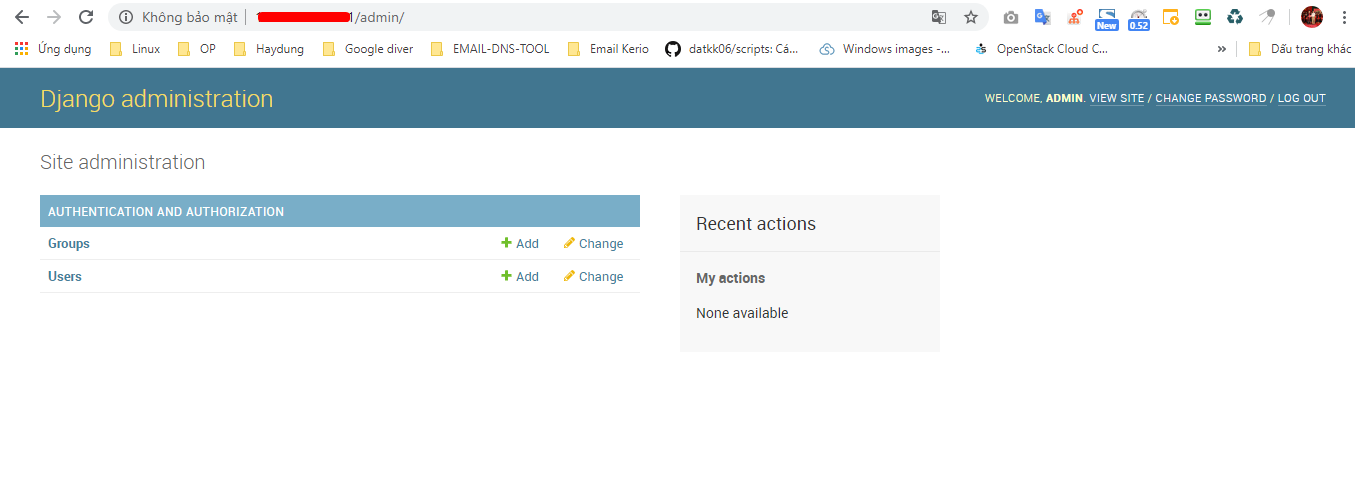 Không bảo mật 1/admin/
New 0.52
Ứng dụng Linux OP Haydung Google diver EMAIL-DNS-TOOL Email Kerio datkk06/scripts: Cá... Windows images -... OpenStack Cloud C... » Dấu trang khác
Django administration
WELCOME, ADMIN. VIEW SITE / CHANGE PASSWORD / LOG OUT
Site administration
AUTHENTICATION AND AUTHORIZATION
Groups Add Change
Users Add Change
Recent actions
My actions
None available